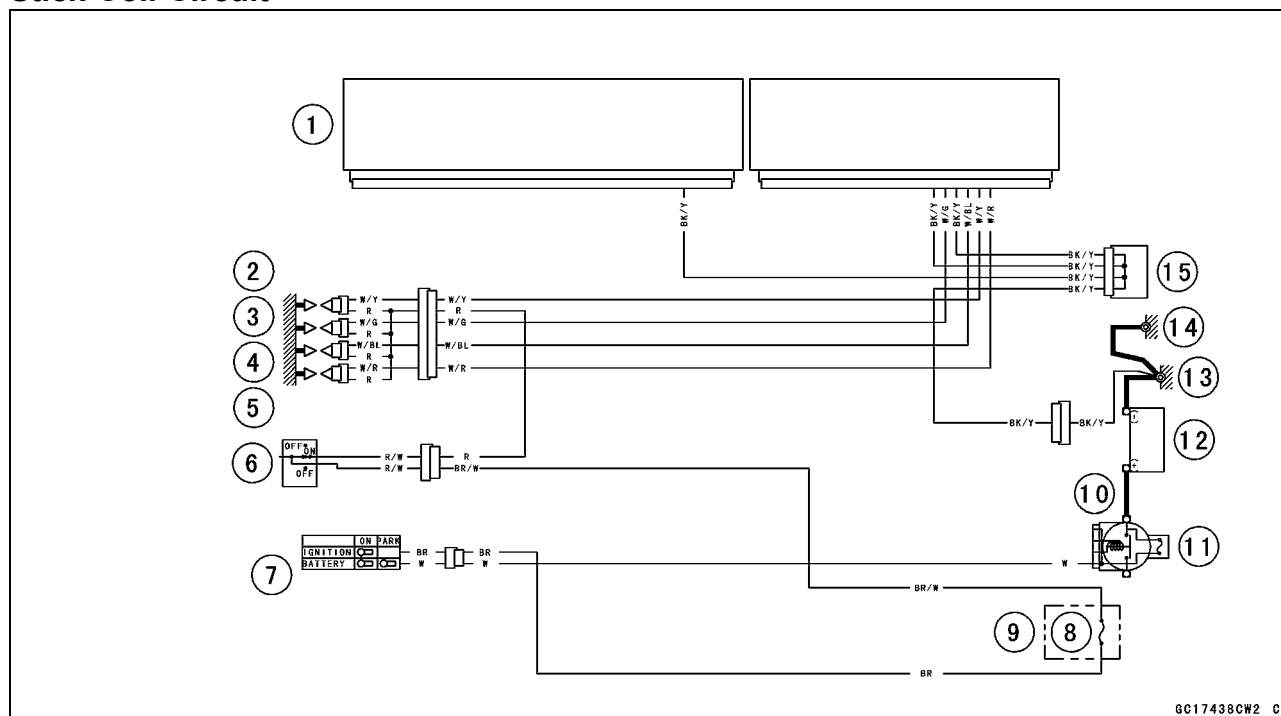 Stick Coil Circuit
1
BK/Y
BK/Y
W/G
BK/Y
W/BL
W/Y
W/R
2
BK/Y
BK/Y
BK/Y
BK/Y
15
3
W/Y
R
W/G
R
W/BL
R
W/R
R
W/Y
R
W/G
W/BL
W/R
4
5
14
13
6
OFF
ON
OFF
R/W
R/W
R
BR/W
BK/Y
BK/Y
(-)
(+)
12
10
11
7
ON PARK
IGNITION
BATTERY
BR
W
BR
W
W
BR/W
9
8
BR
GC17438CW2 C